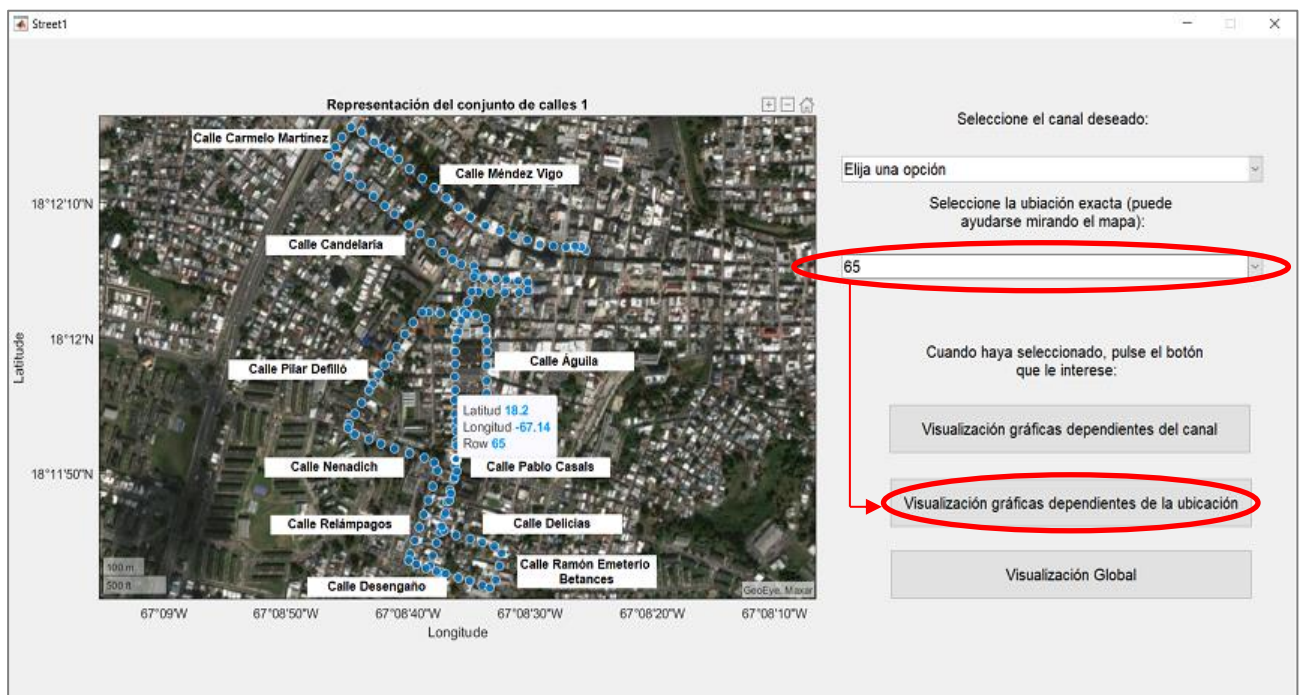 Street1
Representación del conjunto de calles 1
Calle Carmelo Martínez
Calle Méndez Vigo
Calle Candelaria
Calle Águila
Calle Pilar Defilló
Latitud 18.2
Longitud -67.14
Row 65
Calle Nenadich
Calle Pablo Casals
Calle Relámpagos
Calle Delicias
Calle Ramón Emeterio
Betances
Calle Desengaño
100 m
500 ft
GeoEye, Maxar
18°12'10"N
18°12'N
18°11'50"N
Latitude
67°09'W
67°08'50"W
67°08'40"W
67°08'30"W
67°08'20"W
67°08'10"W
Longitude
Seleccione el canal deseado:
Elija una opción
Seleccione la ubiación exacta (puede
ayudarse mirando el mapa):
65
Cuando haya seleccionado, pulse el botón
que le interese:
Visualización gráficas dependientes del canal
Visualización gráficas dependientes de la ubicación
Visualización Global